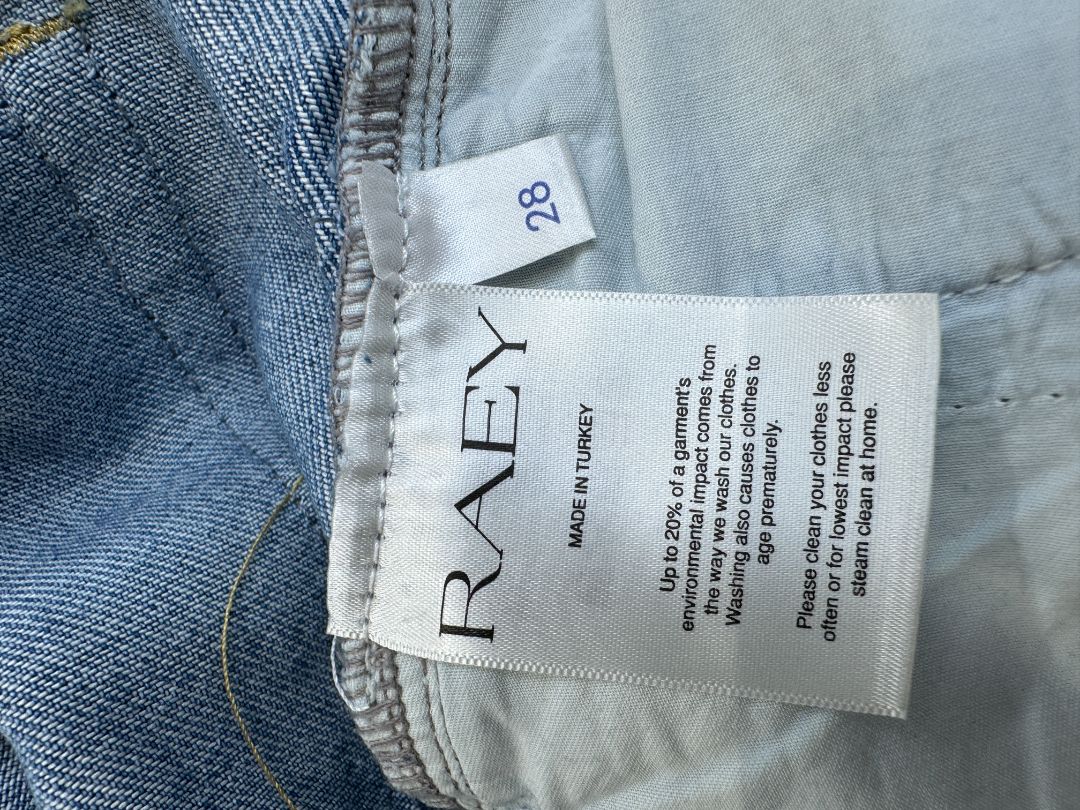 28
RAEY
MADE IN TURKEY
Up to 20% of a garment's
environmental impact comes from
the way we wash our clothes.
Washing also causes clothes to
age prematurely.
Please clean your clothes less
often or for lowest impact please
steam clean at home.